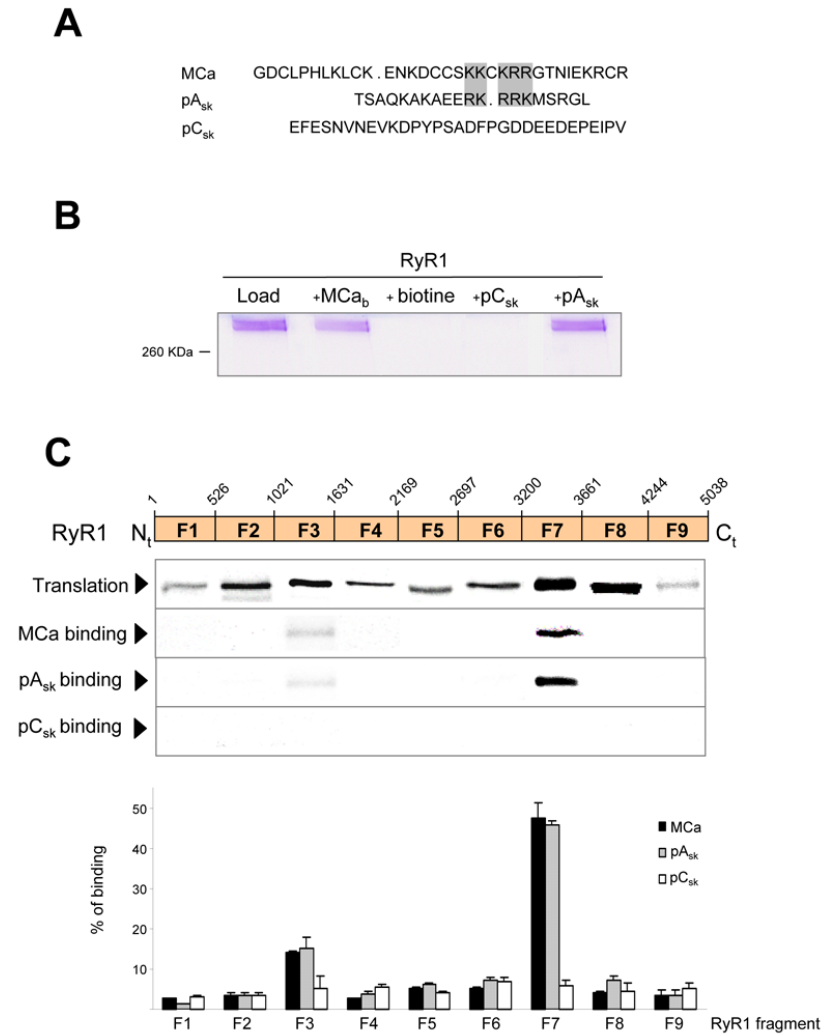 A
MCa GDCLPHLKLCK . ENKDCCSKKCKRRGTNIEKRCR
pAsk TSAQKAKAEERK . RRKMSRGL
pCsk EFESNVNEVKDPYPSADFPGDDEEDEPEIPV
B
RyR1
Load +MCab + biotine +pCsk +pAsk
260 KDa
C
1 526 1021 1631 2169 2697 3200 3661 4244 5038
RyR1 Nt F1 F2 F3 F4 F5 F6 F7 F8 F9 Ct
Translation
MCa binding
pAsk binding
pCsk binding
% of binding
50
40
30
20
10
MCa
pAsk
pCsk
F1 F2 F3 F4 F5 F6 F7 F8 F9 RyR1 fragment